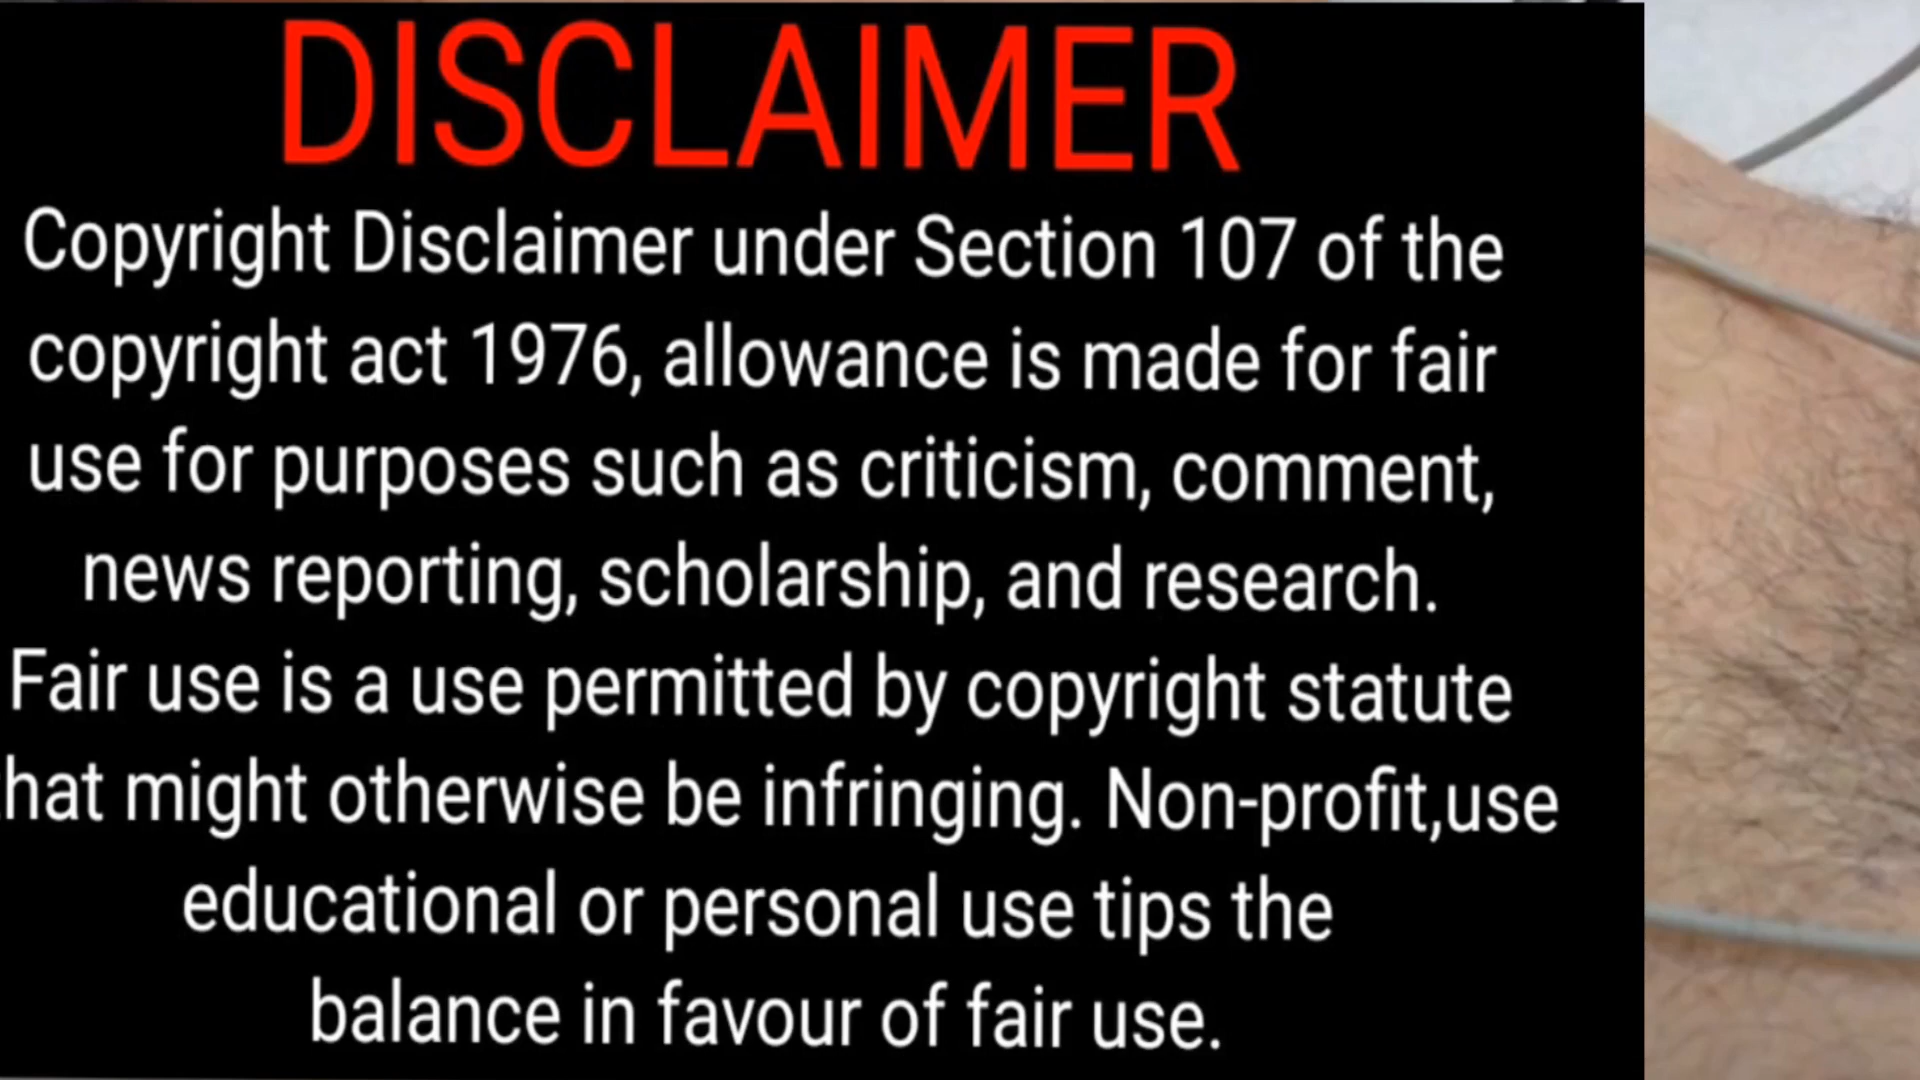 DISCLAIMER
Copyright Disclaimer under Section 107 of the
copyright act 1976, allowance is made for fair
use for purposes such as criticism, comment,
news reporting, scholarship, and research.
Fair use is a use permitted by copyright statute
that might otherwise be infringing. Non-profit,use
educational or personal use tips the
balance in favour of fair use.